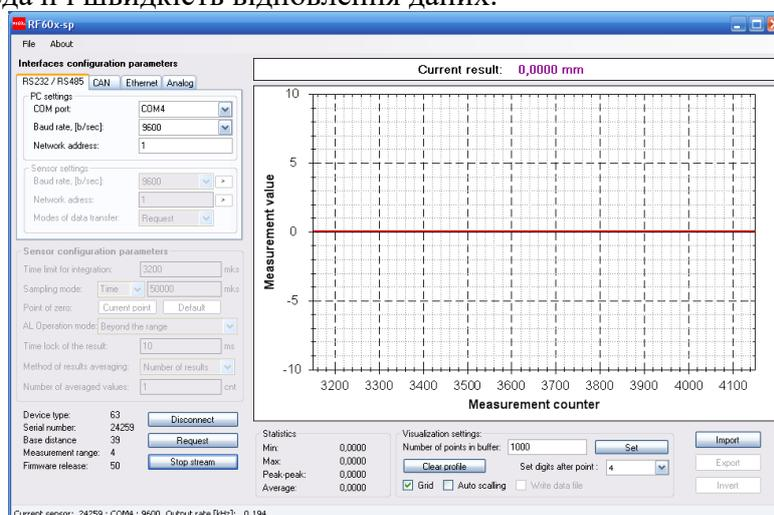 і швидкість відновлення даних.
RF60x-sp
File About
Interfaces configuration parameters
RS232 / RS485 CAN Ethernet Analog
PC settings
COM port: COM4
Baud rate, [b/sec]: 9600
Network address: 1
Sensor settings
Baud rate, [b/sec]: 9600 >
Network adress: 1 >
Modes of data transfer: Request
Sensor configuration parameters
Time limit for integration: 3200 mks
Sampling mode: Time 50000 mks
Point of zero: Current point Default
AL Operation mode: Beyond the range
Time lock of the result: 10 ms
Method of results averaging: Number of results
Number of averaged values: 1 cnt
Device type: 63
Serial number: 24259
Base distance 39
Measurement range: 4
Firmware release: 50
Disconnect
Request
Stop stream
Current result: 0,0000 mm
Measurement value
10
5
0
-5
-10
3200 3300 3400 3500 3600 3700 3800 3900 4000 4100
Measurement counter
Statistics
Min: 0,0000
Max: 0,0000
Peak-peak: 0,0000
Average: 0,0000
Visualization settings:
Number of points in buffer: 1000 Set
Clear profile Set digits after point : 4
Grid Auto scalling Write data file
Import
Export
Invert
Current sensor: 24259 : COM4 : 9600 Output rate [kHz]: 0,194